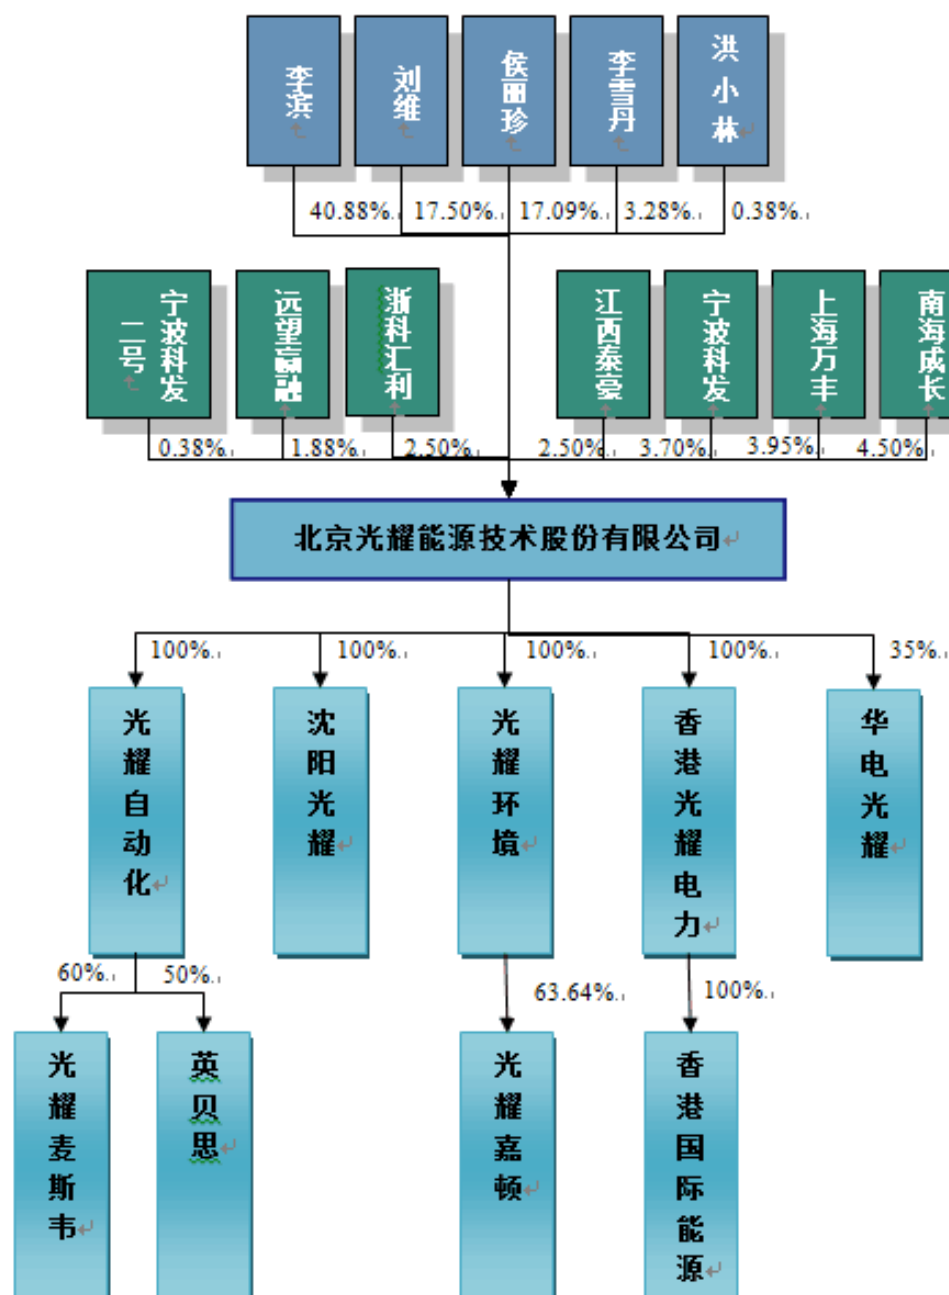 李滨
刘维
侯丽珍
李雪丹
洪小林
40.88%
17.50%
17.09%
3.28%
0.38%
宁波科发二号
远望赢融
浙科汇利
江西泰豪
宁波科发
上海万丰
南海成长
0.38%
1.88%
2.50%
2.50%
3.70%
3.95%
4.50%
北京光耀能源技术股份有限公司
100%
100%
100%
100%
35%
光耀自动化
沈阳光耀
光耀环境
香港光耀电力
华电光耀
60%
50%
63.64%
100%
光耀麦斯韦
英贝思
光耀嘉顿
香港国际能源